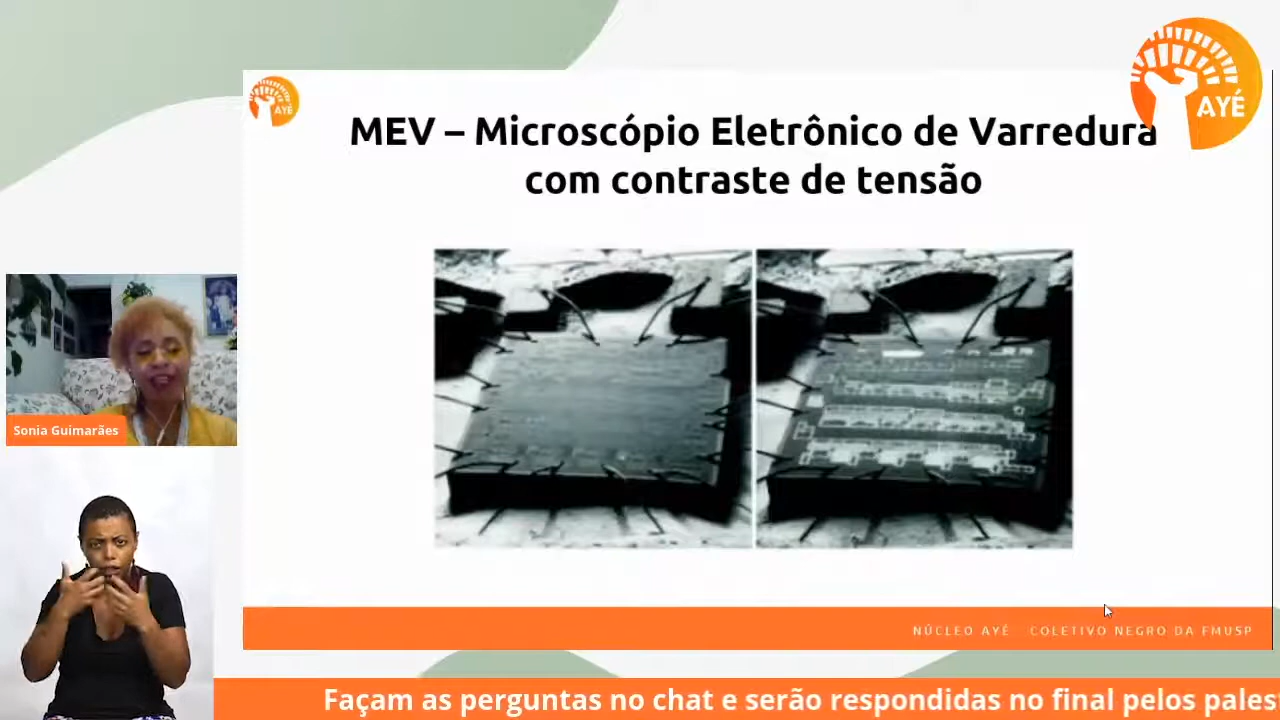 AYÉ
AYÉ
MEV – Microscópio Eletrônico de Varredura
com contraste de tensão
Sonia Guimarães
NÚCLEO AYÉ COLETIVO NEGRO DA FMUSP
Façam as perguntas no chat e serão respondidas no final pelos pales